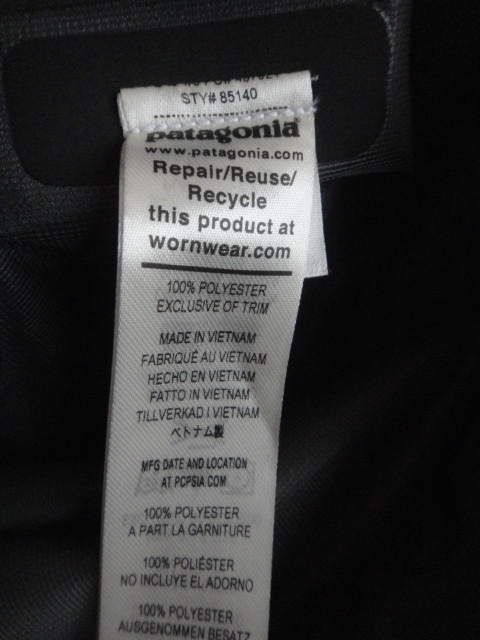 STY# 85140
patagonia
www.patagonia.com
Repair/Reuse/
Recycle
this product at
wornwear.com
100% POLYESTER
EXCLUSIVE OF TRIM
MADE IN VIETNAM
FABRIQUÉ AU VIETNAM
HECHO EN VIETNAM
FATTO IN VIETNAM
TILLVERKAD I VIETNAM
ベトナム製
MFG DATE AND LOCATION
AT PCPSIA.COM
100% POLYESTER
A PART LA GARNITURE
100% POLIÉSTER
NO INCLUYE EL ADORNO
100% POLYESTER
AUSGENOMMEN BESATZ